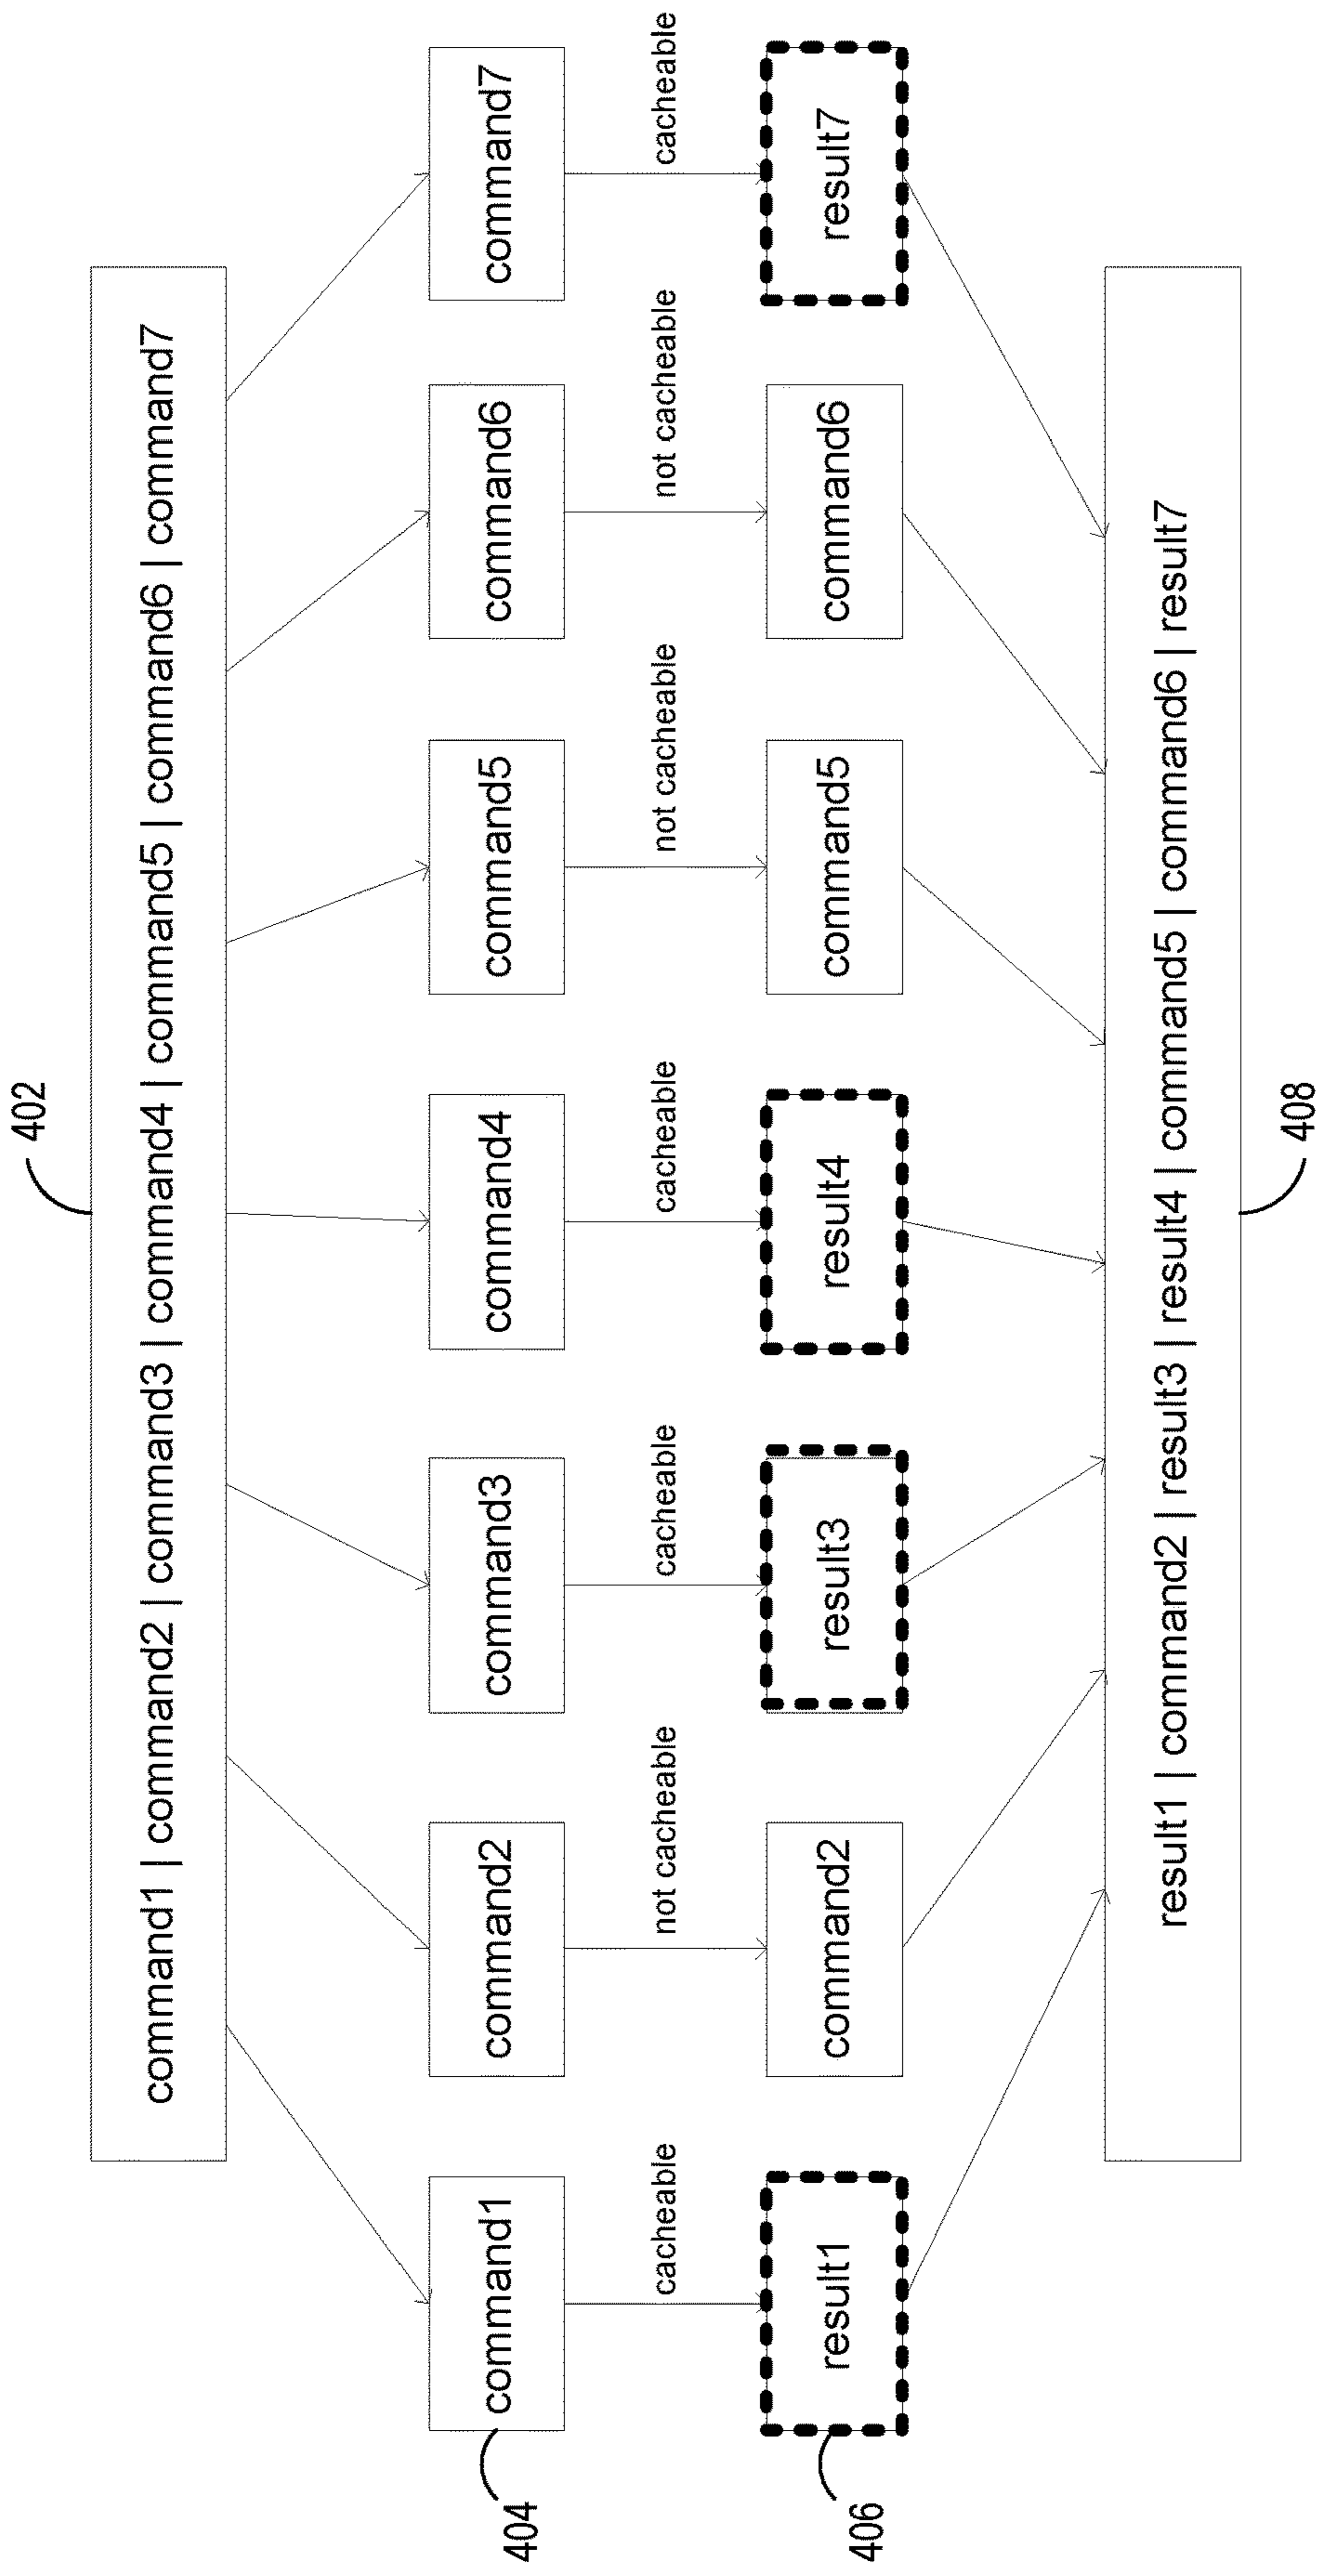 402
command1 | command2 | command3 | command4 | command5 | command6 | command7
404
command1
command2
command3
command4
command5
command6
command7
cacheable
not cacheable
cacheable
cacheable
not cacheable
not cacheable
cacheable
406
result1
command2
result3
result4
command5
command6
result7
result1 | command2 | result3 | result4 | command5 | command6 | result7
408